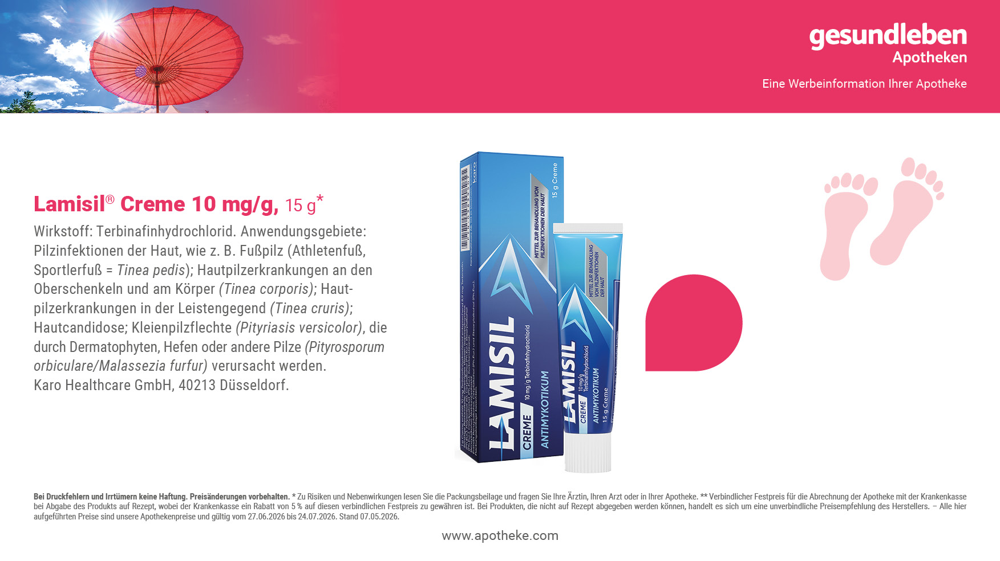 gesundleben
Apotheken
Eine Werbeinformation Ihrer Apotheke
Lamisil® Creme 10 mg/g, 15 g*
Wirkstoff: Terbinafinhydrochlorid. Anwendungsgebiete:
Pilzinfektionen der Haut, wie z. B. Fußpilz (Athletenfuß,
Sportlerfuß = Tinea pedis); Hautpilzerkrankungen an den
Oberschenkeln und am Körper (Tinea corporis); Haut-
pilzerkrankungen in der Leistengegend (Tinea cruris);
Hautcandidose; Kleienpilzflechte (Pityriasis versicolor), die
durch Dermatophyten, Hefen oder andere Pilze (Pityrosporum
orbiculare/Malassezia furfur) verursacht werden.
Karo Healthcare GmbH, 40213 Düsseldorf.
karo
15 g Creme
MITTEL ZUR BEHANDLUNG VON
PILZINFEKTIONEN DER HAUT
LAMISIL
CREME
10 mg/g Terbinafinhydrochlorid
ANTIMYKOTIKUM
MITTEL ZUR BEHANDLUNG
VON PILZINFEKTIONEN
DER HAUT
LAMISIL
CREME
10 mg/g
Terbinafinhydrochlorid
ANTIMYKOTIKUM
15 g Creme
Bei Druckfehlern und Irrtümern keine Haftung. Preisänderungen vorbehalten. * Zu Risiken und Nebenwirkungen lesen Sie die Packungsbeilage und fragen Sie Ihre Ärztin, Ihren Arzt oder in Ihrer Apotheke. ** Verbindlicher Festpreis für die Abrechnung der Apotheke mit der Krankenkasse
bei Abgabe des Produkts auf Rezept, wobei der Krankenkasse ein Rabatt von 5 % auf diesen verbindlichen Festpreis zu gewähren ist. Bei Produkten, die nicht auf Rezept abgegeben werden können, handelt es sich um eine unverbindliche Preisempfehlung des Herstellers. – Alle hier
aufgeführten Preise sind unsere Apothekenpreise und gültig vom 27.06.2026 bis 24.07.2026. Stand 07.05.2026.
www.apotheke.com